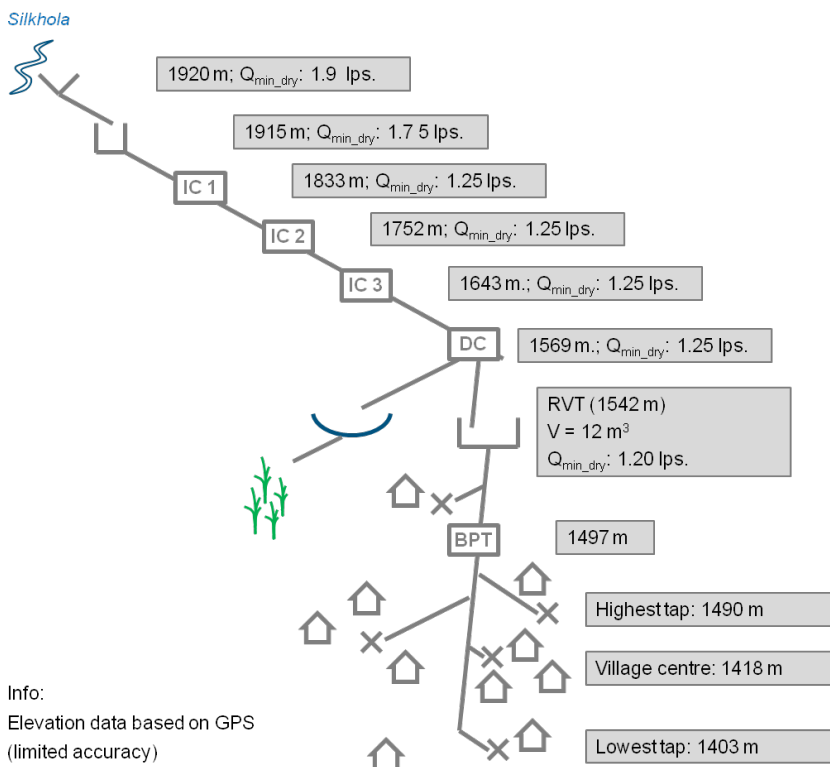 Silkhola
1920 m; Qmin_dry: 1.9 lps.
1915 m; Qmin_dry: 1.7 5 lps.
IC 1
1833 m; Qmin_dry: 1.25 lps.
IC 2
1752 m; Qmin_dry: 1.25 lps.
IC 3
1643 m.; Qmin_dry: 1.25 lps.
DC
1569 m.; Qmin_dry: 1.25 lps.
RVT (1542 m)
V = 12 m³
Qmin_dry: 1.20 lps.
BPT
1497 m
Highest tap: 1490 m
Village centre: 1418 m
Lowest tap: 1403 m
Info:
Elevation data based on GPS
(limited accuracy)